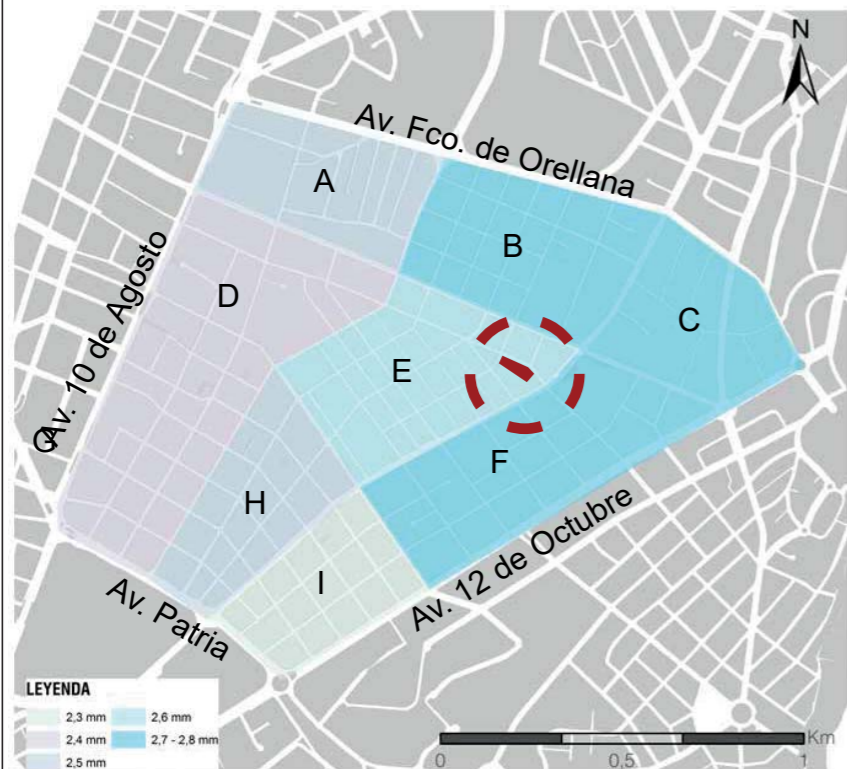 N
Av. Fco. de Orellana
A
B
Av. 10 de Agosto
D
C
E
G
F
H
Av. 12 de Octubre
I
Av. Patria
LEYENDA
2,3 mm
2,6 mm
2,4 mm
2,7 - 2,8 mm
2,5 mm
Km
0
0,5
1